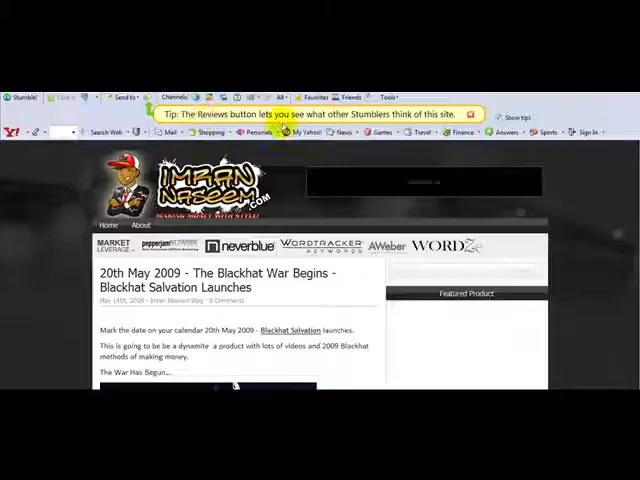 Stumble! Send to Channels: All Favorites Friends Tools
Tip: The Reviews button lets you see what other Stumblers think of this site. Show tips
Y! Search Web Mail Shopping Personals My Yahoo! News Games Travel Finance Answers Sports Sign In
IMRAN
NASEEM.COM
MAKING MONEY WITH STYLE!
Home About
MARKET LEVERAGE pepperjamNETWORK neverblue WORDTRACKER KEYWORDS AWeber WORDZe
20th May 2009 - The Blackhat War Begins -
Blackhat Salvation Launches
May 14th, 2009 - Imran Naseem Blog - 0 Comments
Featured Product
Mark the date on your calendar 20th May 2009 - Blackhat Salvation launches.
This is going to be be a dynamite a product with lots of videos and 2009 Blackhat
methods of making money.
The War Has Begun...